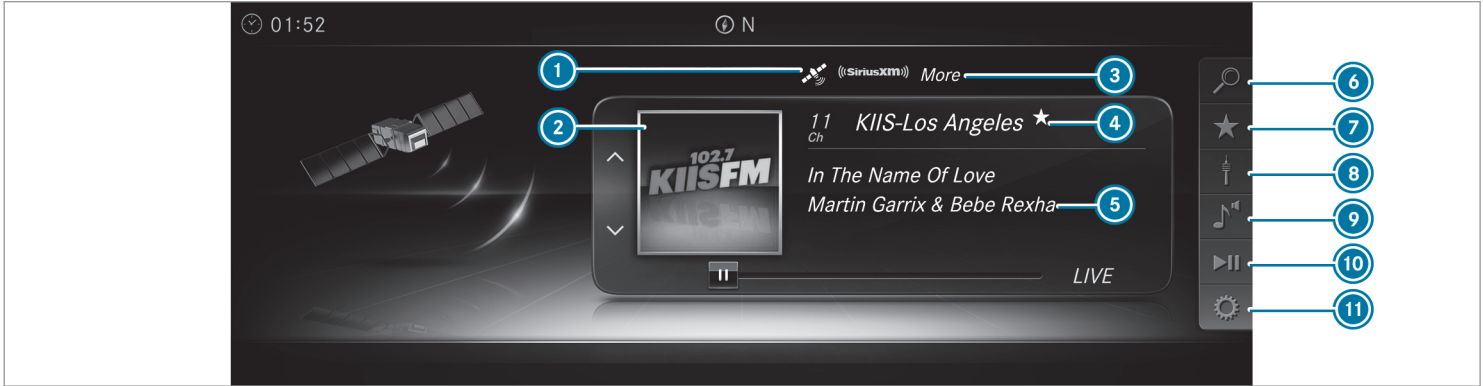 01:52
N
1
SiriusXM
More
3
6
2
11
Ch
KIIS-Los Angeles
4
7
102.7
KIISFM
In The Name Of Love
8
Martin Garrix & Bebe Rexha
5
9
10
LIVE
11